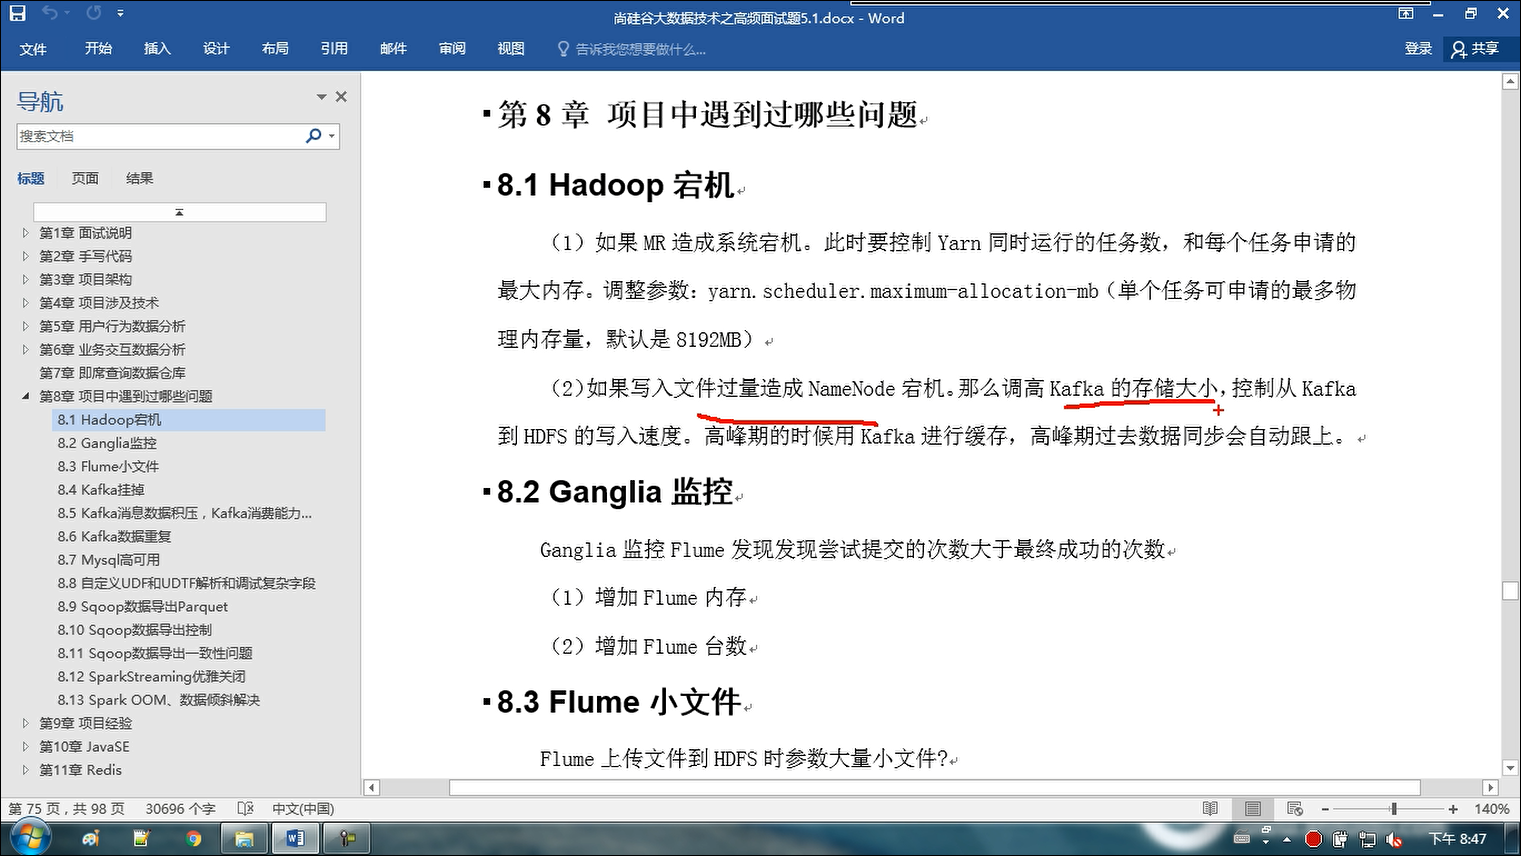 尚硅谷大数据技术之高频面试题5.1.docx - Word
文件 开始 插入 设计 布局 引用 邮件 审阅 视图 告诉我您想要做什么... 登录 共享
导航
搜索文档
标题 页面 结果
第1章 面试说明
第2章 手写代码
第3章 项目架构
第4章 项目涉及技术
第5章 用户行为数据分析
第6章 业务交互数据分析
第7章 即席查询数据仓库
第8章 项目中遇到过哪些问题
8.1 Hadoop宕机
8.2 Ganglia监控
8.3 Flume小文件
8.4 Kafka挂掉
8.5 Kafka消息数据积压，Kafka消费能力...
8.6 Kafka数据重复
8.7 Mysql高可用
8.8 自定义UDF和UDTF解析和调试复杂字段
8.9 Sqoop数据导出Parquet
8.10 Sqoop数据导出控制
8.11 Sqoop数据导出一致性问题
8.12 SparkStreaming优雅关闭
8.13 Spark OOM、数据倾斜解决
第9章 项目经验
第10章 JavaSE
第11章 Redis
第 8 章 项目中遇到过哪些问题
8.1 Hadoop 宕机
（1）如果 MR 造成系统宕机。此时要控制 Yarn 同时运行的任务数，和每个任务申请的
最大内存。调整参数：yarn.scheduler.maximum-allocation-mb（单个任务可申请的最多物
理内存量，默认是 8192MB）
（2）如果写入文件过量造成 NameNode 宕机。那么调高 Kafka 的存储大小，控制从 Kafka
到 HDFS 的写入速度。高峰期的时候用 Kafka 进行缓存，高峰期过去数据同步会自动跟上。
8.2 Ganglia 监控
Ganglia 监控 Flume 发现发现尝试提交的次数大于最终成功的次数
（1）增加 Flume 内存
（2）增加 Flume 台数
8.3 Flume 小文件
Flume 上传文件到 HDFS 时参数大量小文件?
第 75 页，共 98 页 30696 个字 中文(中国) 140%
下午 8:47